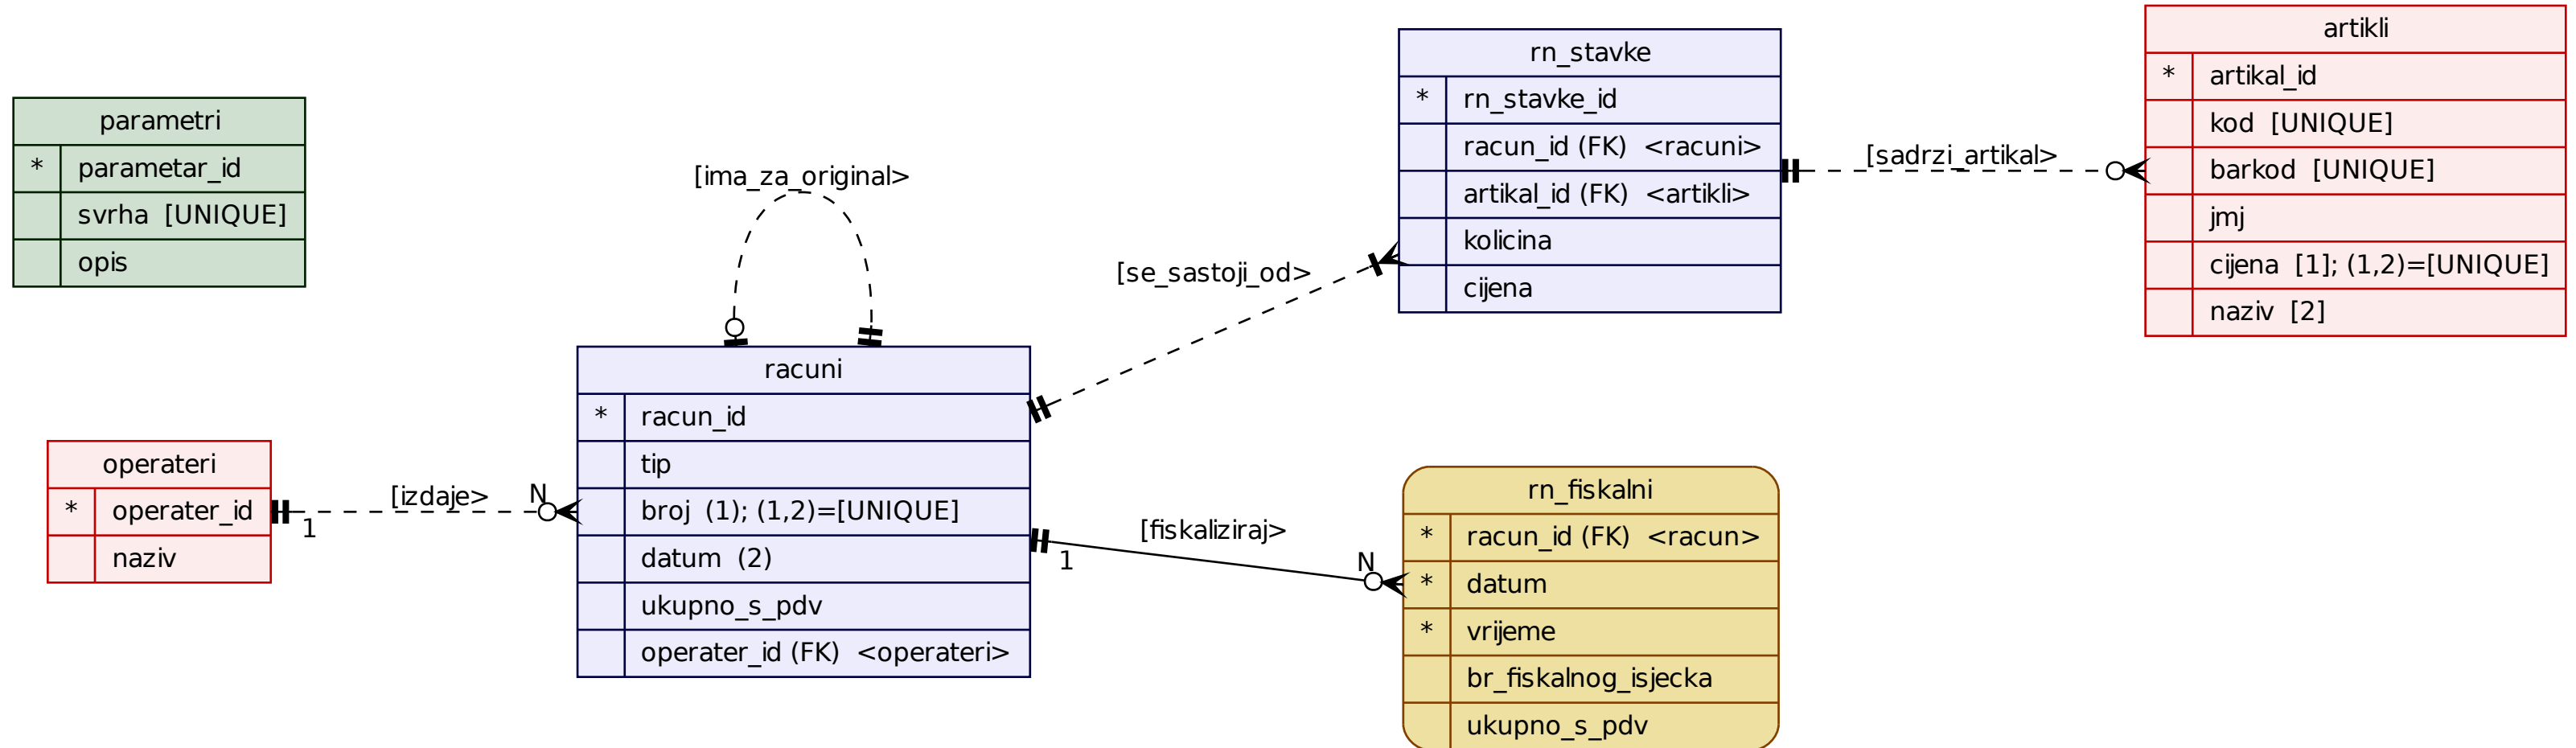 parametri
* parametar_id
svrha [UNIQUE]
opis
operateri
* operater_id
naziv
1
[izdaje>
N
[ima_za_original>
racuni
* racun_id
tip
broj (1); (1,2)=[UNIQUE]
datum (2)
ukupno_s_pdv
operater_id (FK) <operateri>
[se_sastoji_od>
1
[fiskaliziraj>
N
rn_stavke
* rn_stavke_id
racun_id (FK) <racuni>
artikal_id (FK) <artikli>
kolicina
cijena
rn_fiskalni
* racun_id (FK) <racun>
* datum
* vrijeme
br_fiskalnog_isjecka
ukupno_s_pdv
[sadrzi_artikal>
artikli
* artikal_id
kod [UNIQUE]
barkod [UNIQUE]
jmj
cijena [1]; (1,2)=[UNIQUE]
naziv [2]